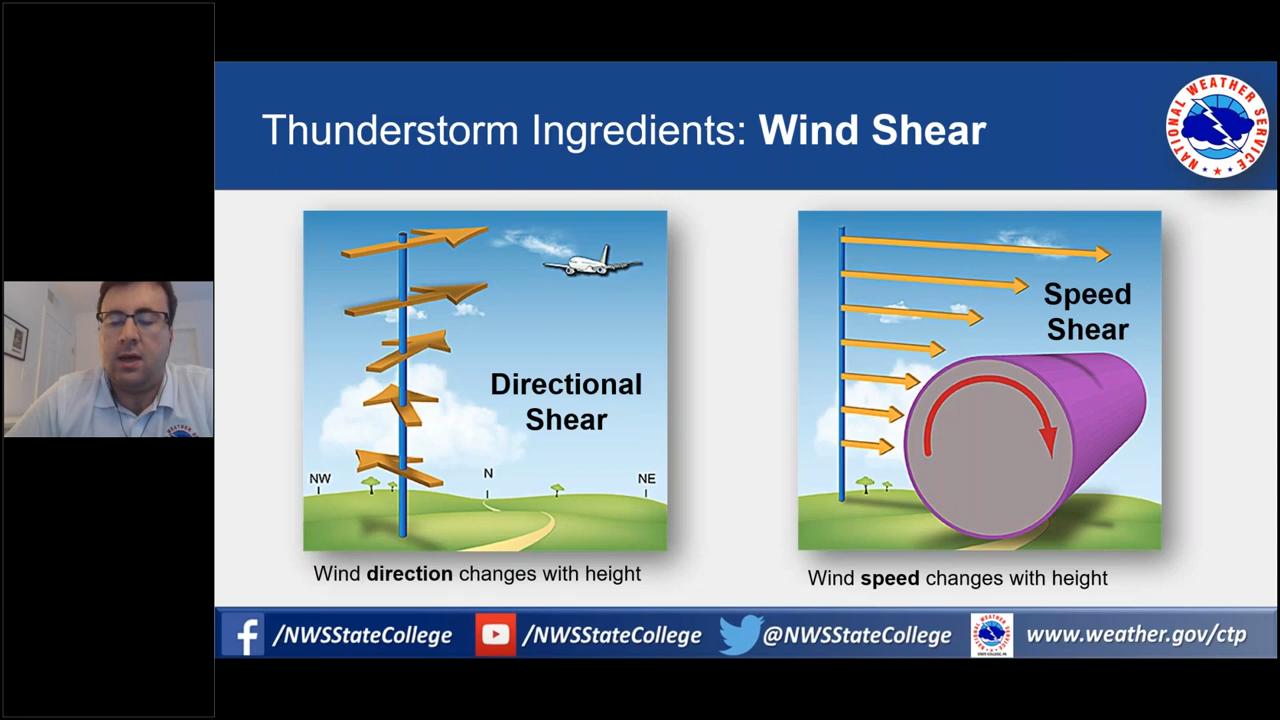 Thunderstorm Ingredients: Wind Shear
NATIONAL WEATHER SERVICE
Directional
Shear
NW
N
NE
Wind direction changes with height
Speed
Shear
Wind speed changes with height
/NWSStateCollege
/NWSStateCollege
@NWSStateCollege
www.weather.gov/ctp